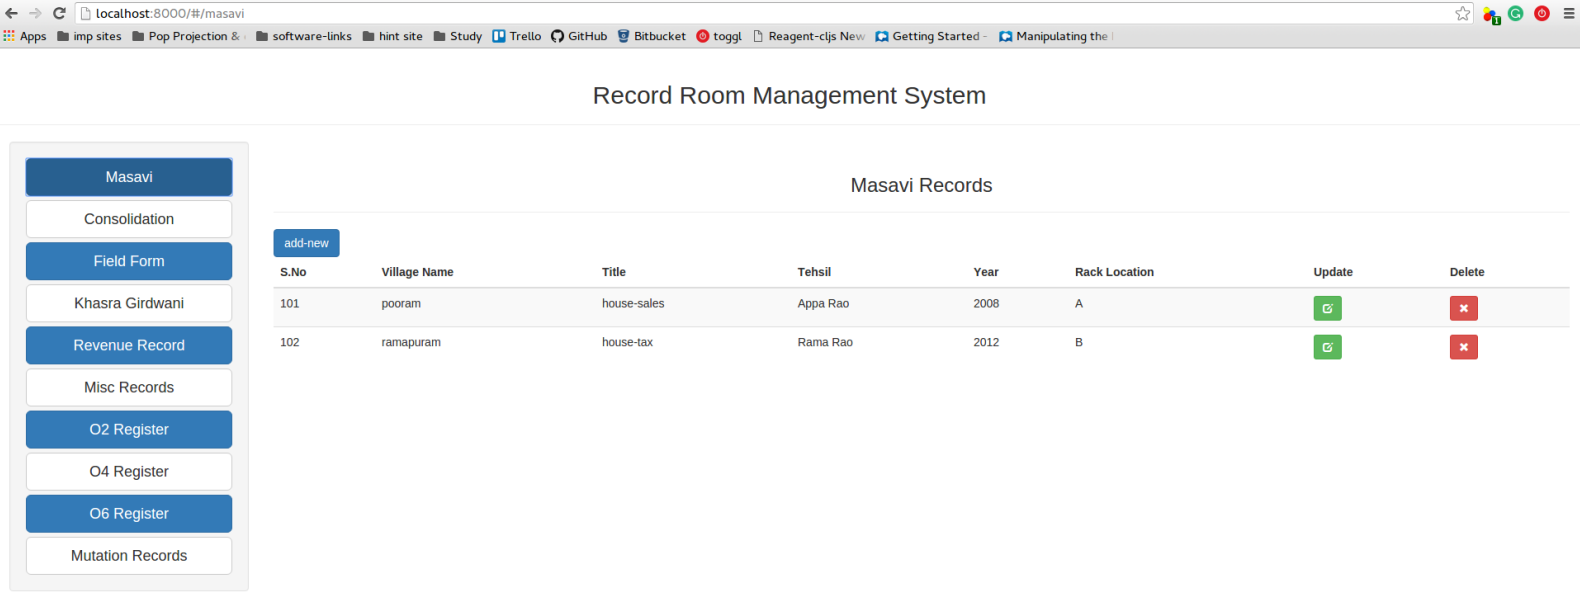 localhost:8000/#/masavi
Apps imp sites Pop Projection & software-links hint site Study Trello GitHub Bitbucket toggl Reagent-cljs New Getting Started - Manipulating the
Record Room Management System
Masavi
Consolidation
Field Form
Khasra Girdwani
Revenue Record
Misc Records
O2 Register
O4 Register
O6 Register
Mutation Records
Masavi Records
add-new
S.No Village Name Title Tehsil Year Rack Location Update Delete
101 pooram house-sales Appa Rao 2008 A
102 ramapuram house-tax Rama Rao 2012 B